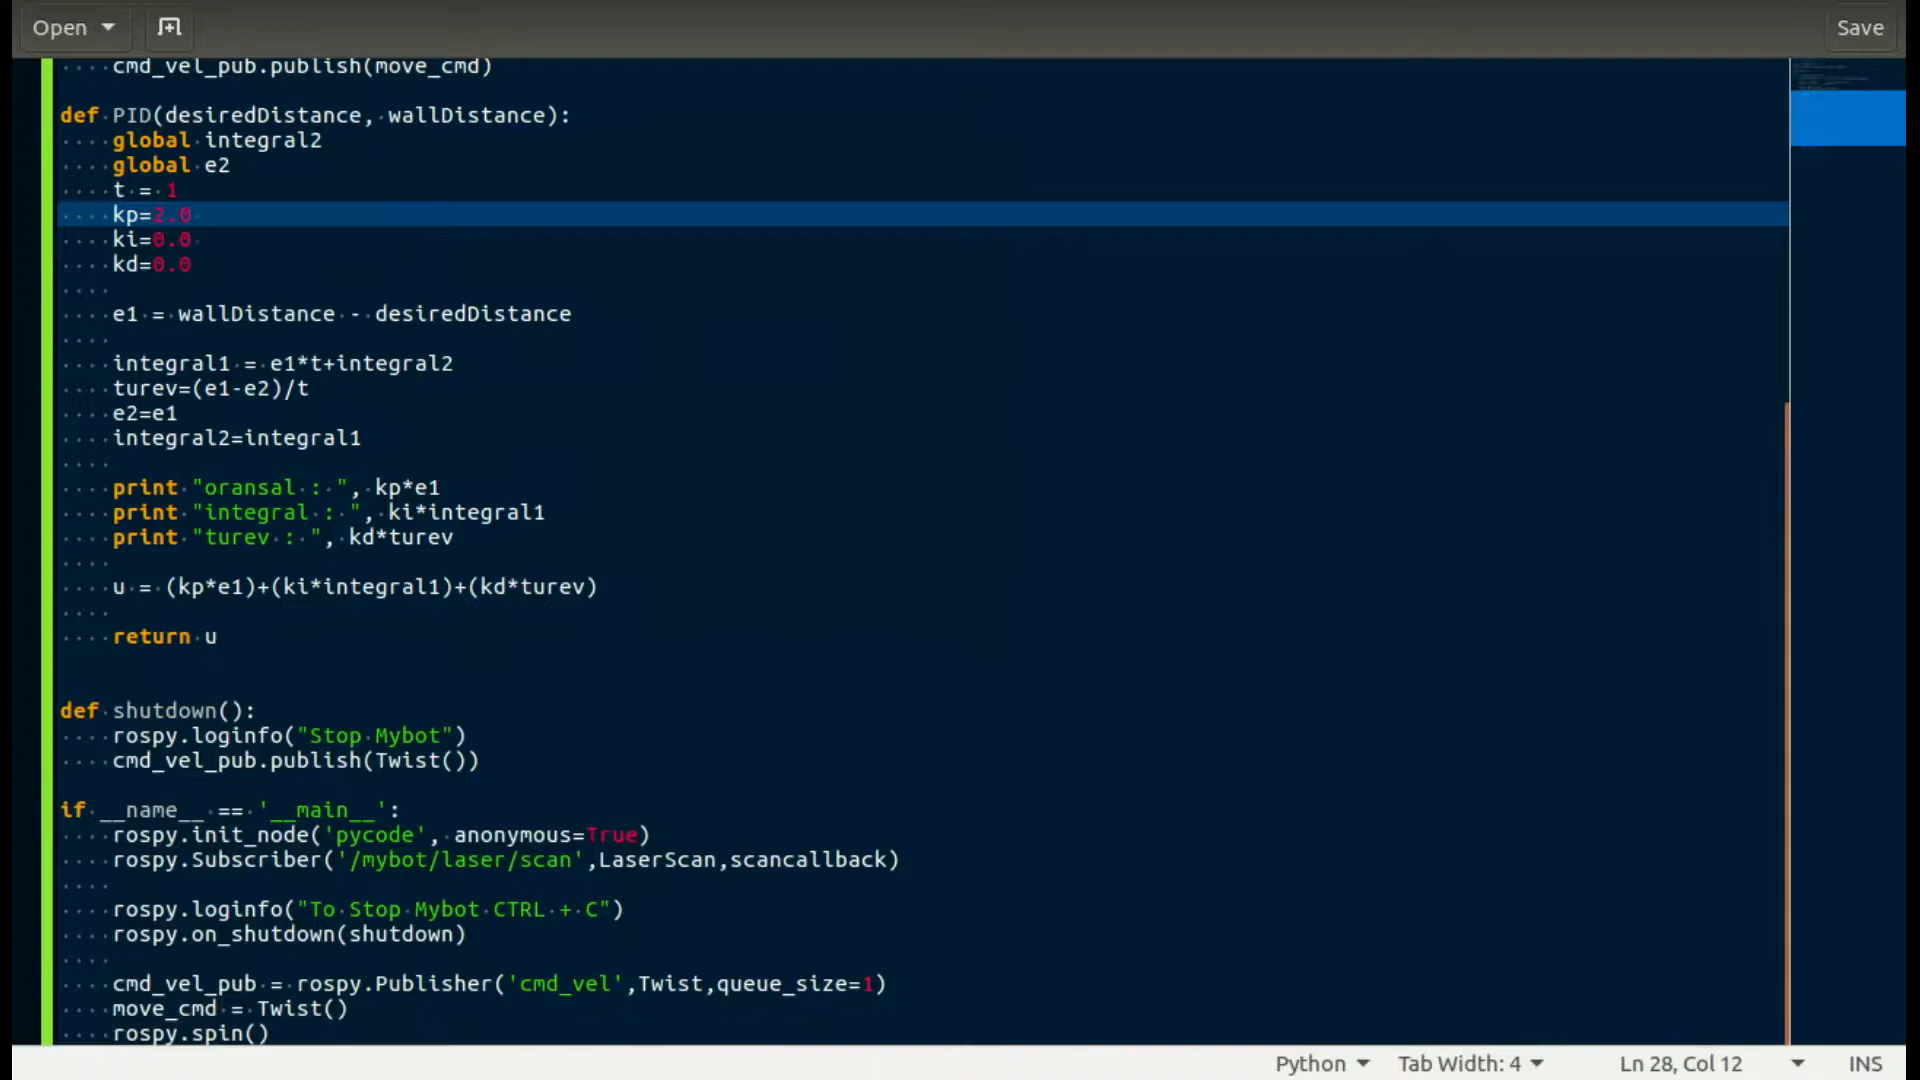 Open
Save
cmd_vel_pub.publish(move_cmd)
def PID(desiredDistance, wallDistance):
global integral2
global e2
t = 1
kp=2.0
ki=0.0
kd=0.0
e1 = wallDistance - desiredDistance
integral1 = e1*t+integral2
turev=(e1-e2)/t
e2=e1
integral2=integral1
print "oransal : ", kp*e1
print "integral : ", ki*integral1
print "turev : ", kd*turev
u = (kp*e1)+(ki*integral1)+(kd*turev)
return u
def shutdown():
rospy.loginfo("Stop Mybot")
cmd_vel_pub.publish(Twist())
if __name__ == '__main__':
rospy.init_node('pycode', anonymous=True)
rospy.Subscriber('/mybot/laser/scan',LaserScan,scancallback)
rospy.loginfo("To Stop Mybot CTRL + C")
rospy.on_shutdown(shutdown)
cmd_vel_pub = rospy.Publisher('cmd_vel',Twist,queue_size=1)
move_cmd = Twist()
rospy.spin()
Python Tab Width: 4 Ln 28, Col 12 INS